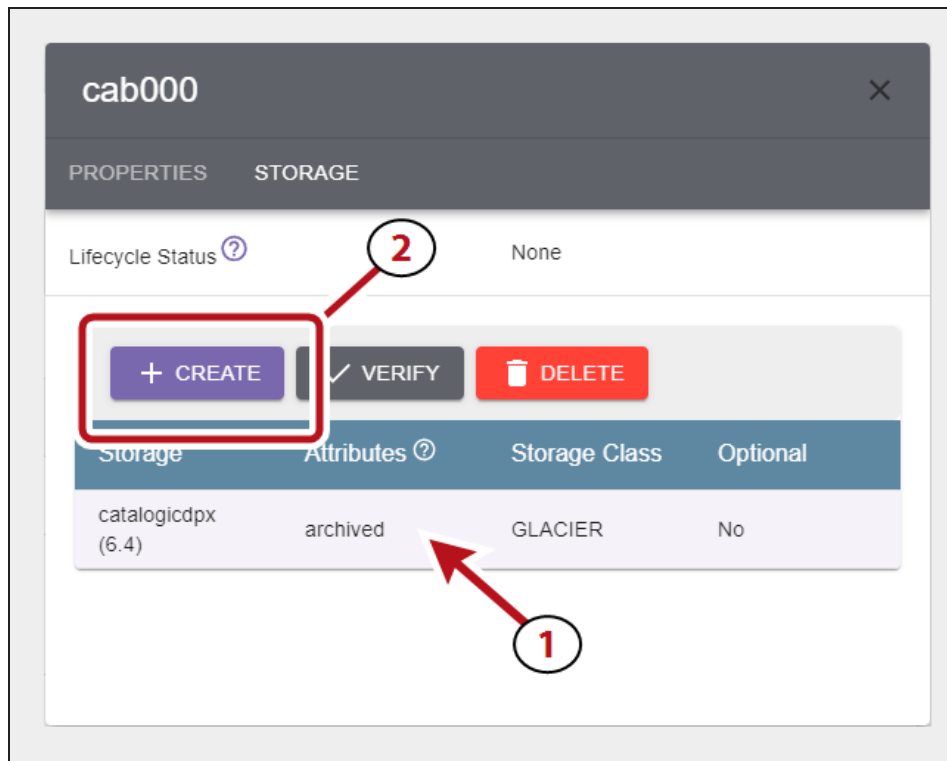 cab000
PROPERTIES STORAGE
Lifecycle Status ? 2 None
+ CREATE VERIFY DELETE
Storage Attributes ? Storage Class Optional
catalogicdpx
(6.4) archived GLACIER No
1